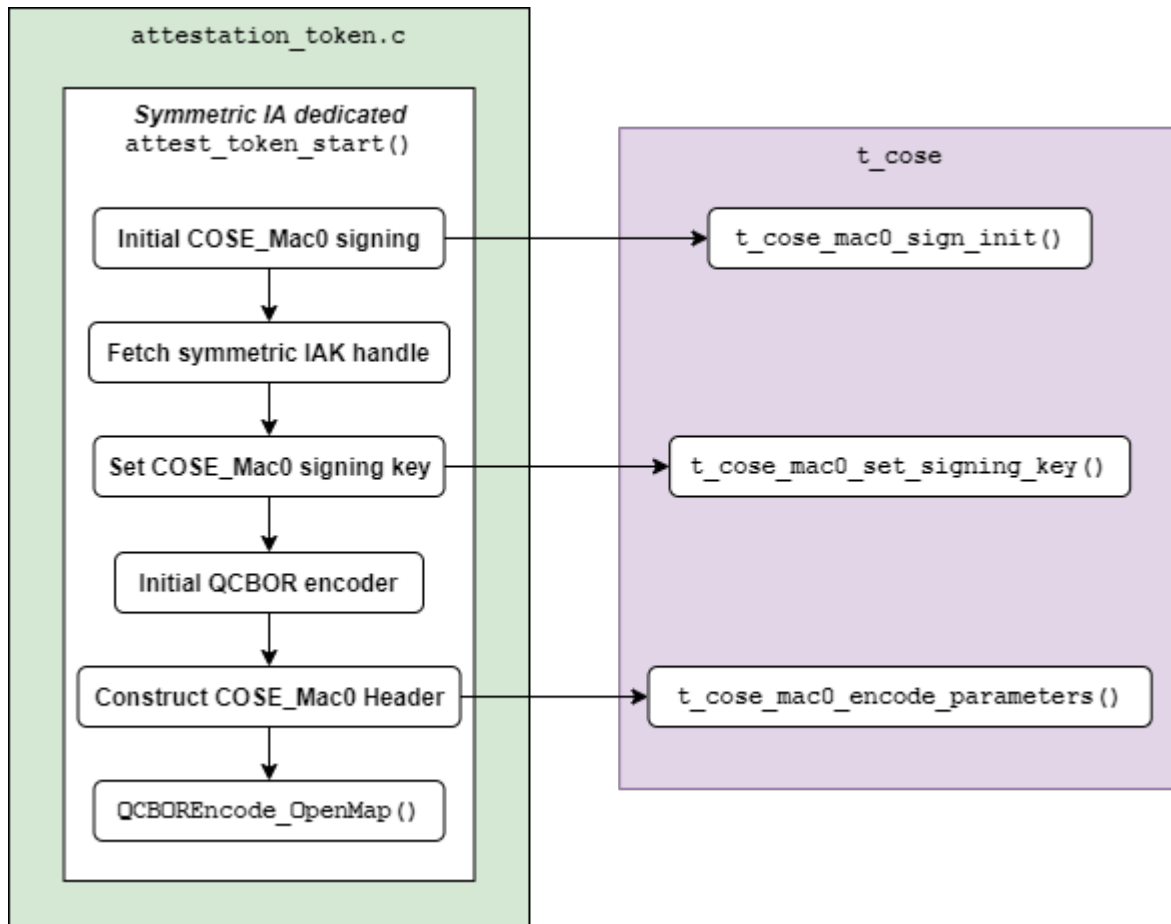 attestation_token.c
Symmetric IA dedicated
attest_token_start()
t_cose
Initial COSE_Mac0 signing
t_cose_mac0_sign_init()
Fetch symmetric IAK handle
Set COSE_Mac0 signing key
t_cose_mac0_set_signing_key()
Initial QCBOR encoder
Construct COSE_Mac0 Header
t_cose_mac0_encode_parameters()
QCBOREncode_OpenMap()